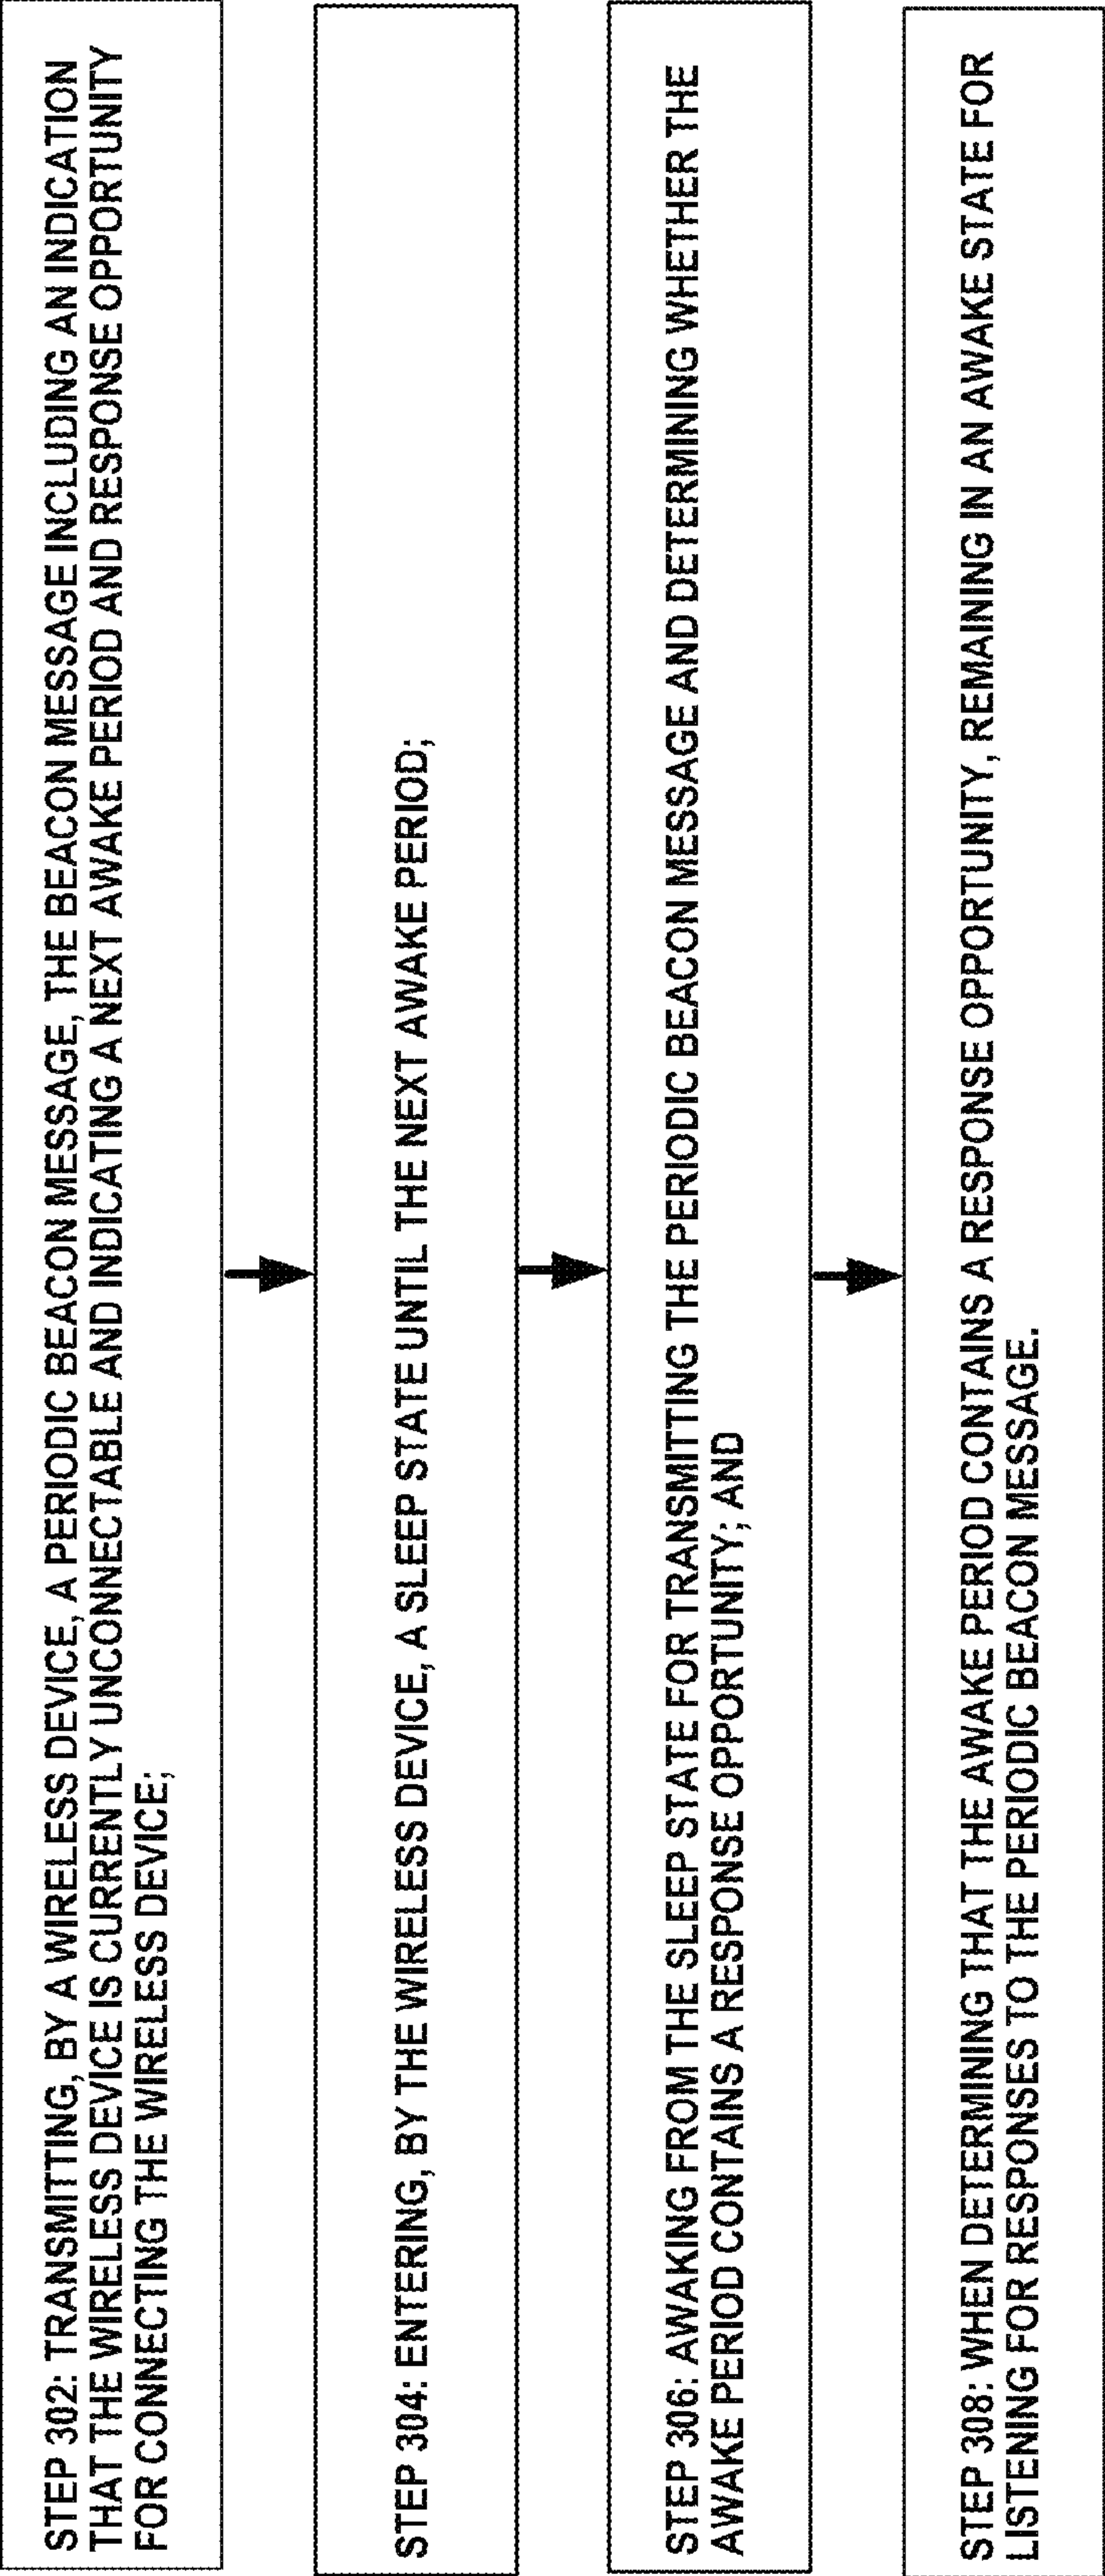 STEP 302: TRANSMITTING, BY A WIRELESS DEVICE, A PERIODIC BEACON MESSAGE, THE BEACON MESSAGE INCLUDING AN INDICATION
THAT THE WIRELESS DEVICE IS CURRENTLY UNCONNECTABLE AND INDICATING A NEXT AWAKE PERIOD AND RESPONSE OPPORTUNITY
FOR CONNECTING THE WIRELESS DEVICE;
STEP 304: ENTERING, BY THE WIRELESS DEVICE, A SLEEP STATE UNTIL THE NEXT AWAKE PERIOD;
STEP 306: AWAKING FROM THE SLEEP STATE FOR TRANSMITTING THE PERIODIC BEACON MESSAGE AND DETERMINING WHETHER THE
AWAKE PERIOD CONTAINS A RESPONSE OPPORTUNITY; AND
STEP 308: WHEN DETERMINING THAT THE AWAKE PERIOD CONTAINS A RESPONSE OPPORTUNITY, REMAINING IN AN AWAKE STATE FOR
LISTENING FOR RESPONSES TO THE PERIODIC BEACON MESSAGE.